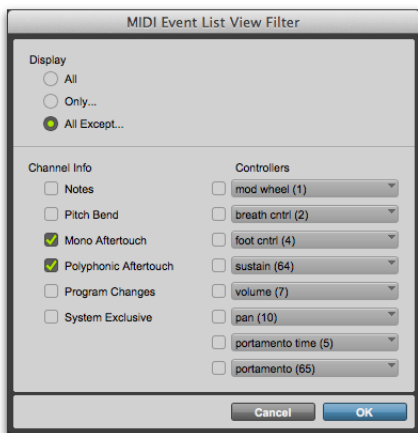 MIDI Event List View Filter
Display
All
Only...
All Except...
Channel Info
Controllers
Notes
mod wheel (1)
Pitch Bend
breath cntrl (2)
Mono Aftertouch
foot cntrl (4)
Polyphonic Aftertouch
sustain (64)
Program Changes
volume (7)
System Exclusive
pan (10)
portamento time (5)
portamento (65)
Cancel
OK